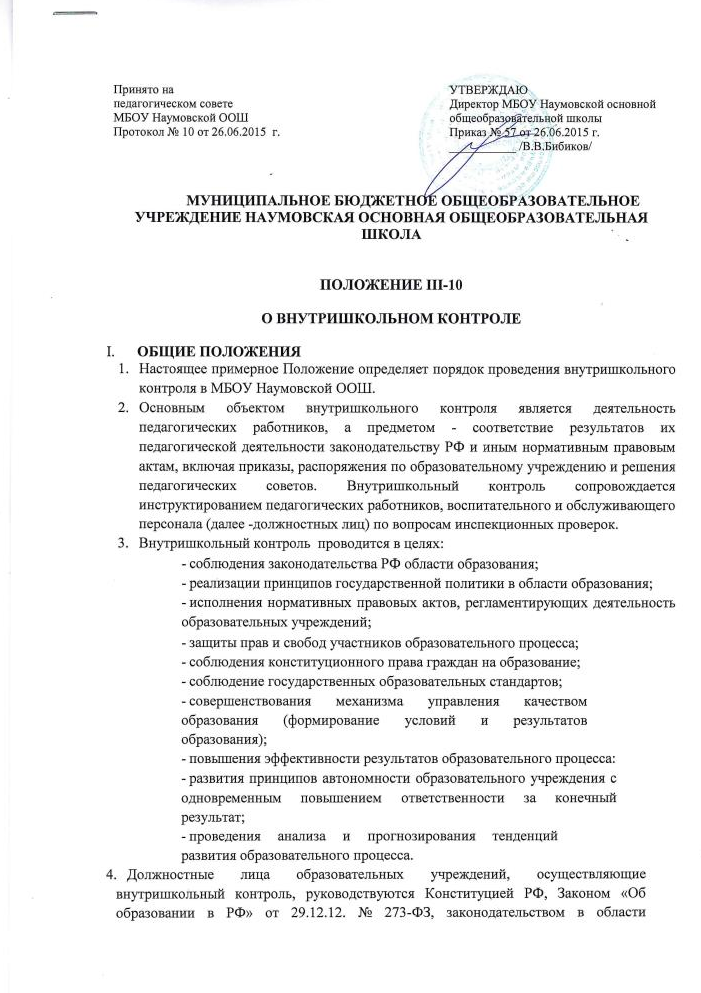 Принято на
педагогическом совете
МБОУ Наумовской ООШ
Протокол № 10 от 26.06.2015 г.
УТВЕРЖДАЮ
Директор МБОУ Наумовской основной
общеобразовательной школы
Приказ № 57 от 26.06.2015 г.
___________ /В.В.Бибиков/
МУНИЦИПАЛЬНОЕ БЮДЖЕТНОЕ ОБЩЕОБРАЗОВАТЕЛЬНОЕ
УЧРЕЖДЕНИЕ НАУМОВСКАЯ ОСНОВНАЯ ОБЩЕОБРАЗОВАТЕЛЬНАЯ
ШКОЛА
ПОЛОЖЕНИЕ III-10
О ВНУТРИШКОЛЬНОМ КОНТРОЛЕ
I. ОБЩИЕ ПОЛОЖЕНИЯ
1. Настоящее примерное Положение определяет порядок проведения внутришкольного
контроля в МБОУ Наумовской ООШ.
2. Основным объектом внутришкольного контроля является деятельность
педагогических работников, а предметом - соответствие результатов их
педагогической деятельности законодательству РФ и иным нормативным правовым
актам, включая приказы, распоряжения по образовательному учреждению и решения
педагогических советов. Внутришкольный контроль сопровождается
инструктированием педагогических работников, воспитательного и обслуживающего
персонала (далее -должностных лиц) по вопросам инспекционных проверок.
3. Внутришкольный контроль проводится в целях:
- соблюдения законодательства РФ области образования;
- реализации принципов государственной политики в области образования;
- исполнения нормативных правовых актов, регламентирующих деятельность
образовательных учреждений;
- защиты прав и свобод участников образовательного процесса;
- соблюдения конституционного права граждан на образование;
- соблюдение государственных образовательных стандартов;
- совершенствования механизма управления качеством
образования (формирование условий и результатов
образования);
- повышения эффективности результатов образовательного процесса:
- развития принципов автономности образовательного учреждения с
одновременным повышением ответственности за конечный
результат;
- проведения анализа и прогнозирования тенденций
развития образовательного процесса.
4. Должностные лица образовательных учреждений, осуществляющие
внутришкольный контроль, руководствуются Конституцией РФ, Законом «Об
образовании в РФ» от 29.12.12. № 273-ФЗ, законодательством в области